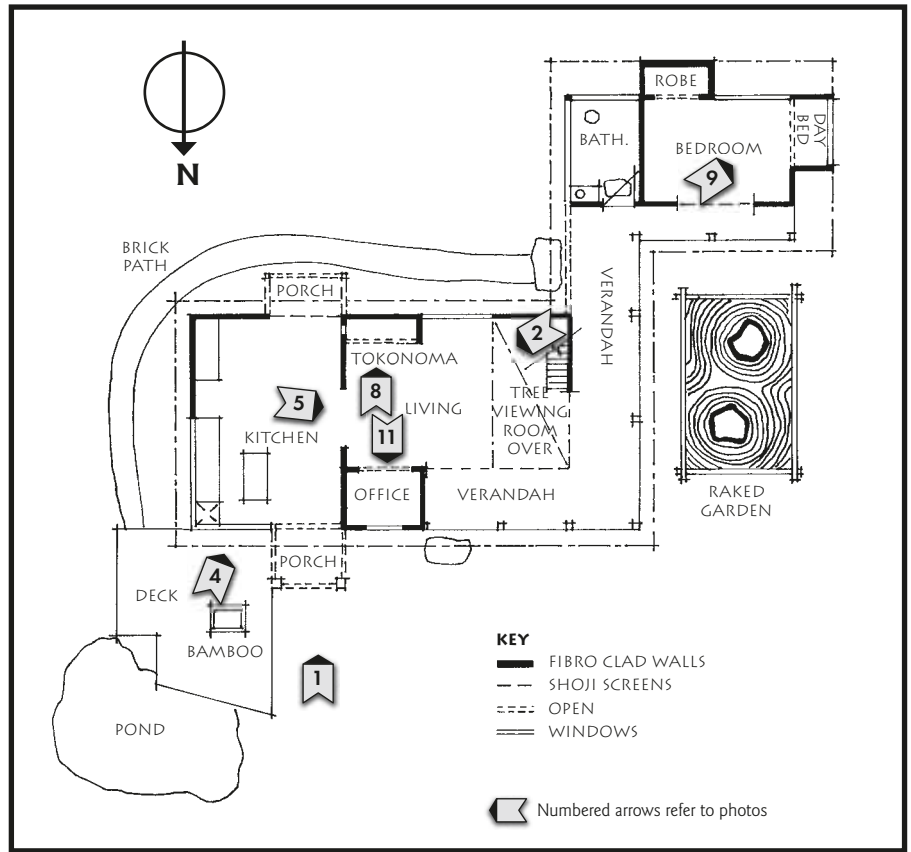 N
ROBE
BATH.
BEDROOM
DAY
BED
9
BRICK
PATH
PORCH
VERANDAH
2
TOKONOMA
TREE
VIEWING
ROOM
OVER
8
LIVING
5
11
KITCHEN
OFFICE
VERANDAH
RAKED
GARDEN
PORCH
DECK
4
BAMBOO
1
POND
KEY
FIBRO CLAD WALLS
SHOJI SCREENS
OPEN
WINDOWS
Numbered arrows refer to photos